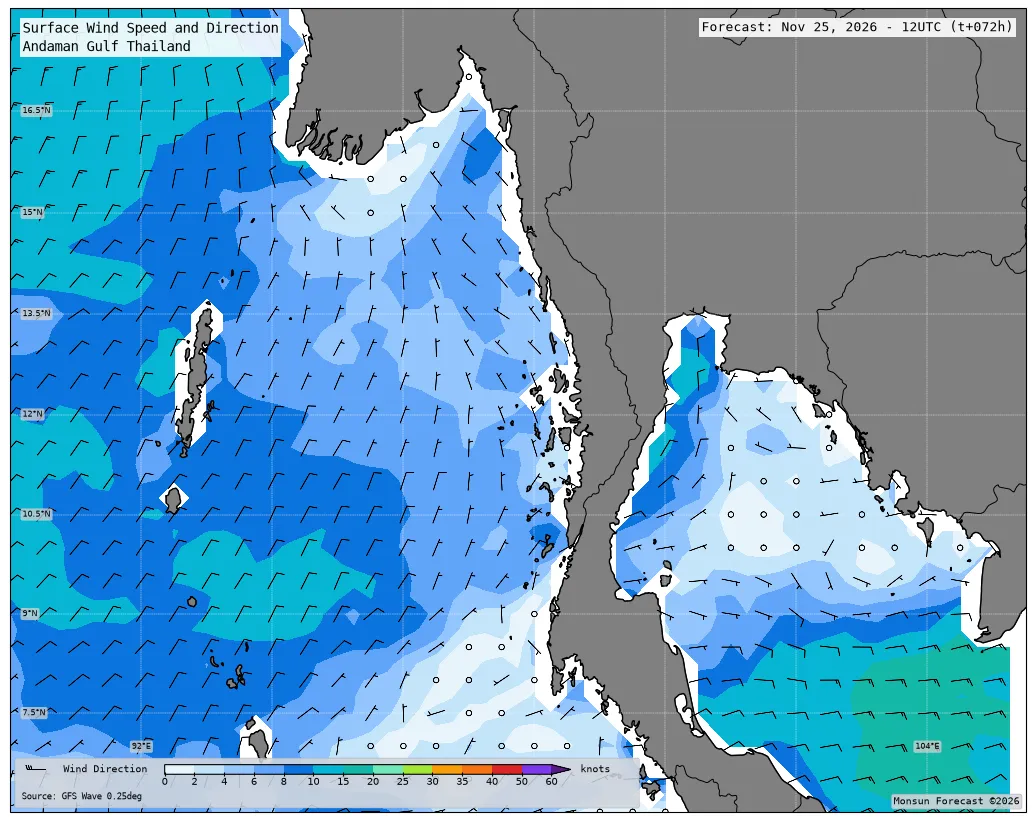 Surface Wind Speed and Direction
Andaman Gulf Thailand
Forecast: Nov 25, 2026 - 12UTC (t+072h)
16.5°N
15°N
13.5°N
12°N
10.5°N
9°N
7.5°N
92°E
104°E
Wind Direction
0 2 4 6 8 10 15 20 25 30 40 50 60
knots
Source: GFS Wave 0.25deg
Monsun Forecast ©2026